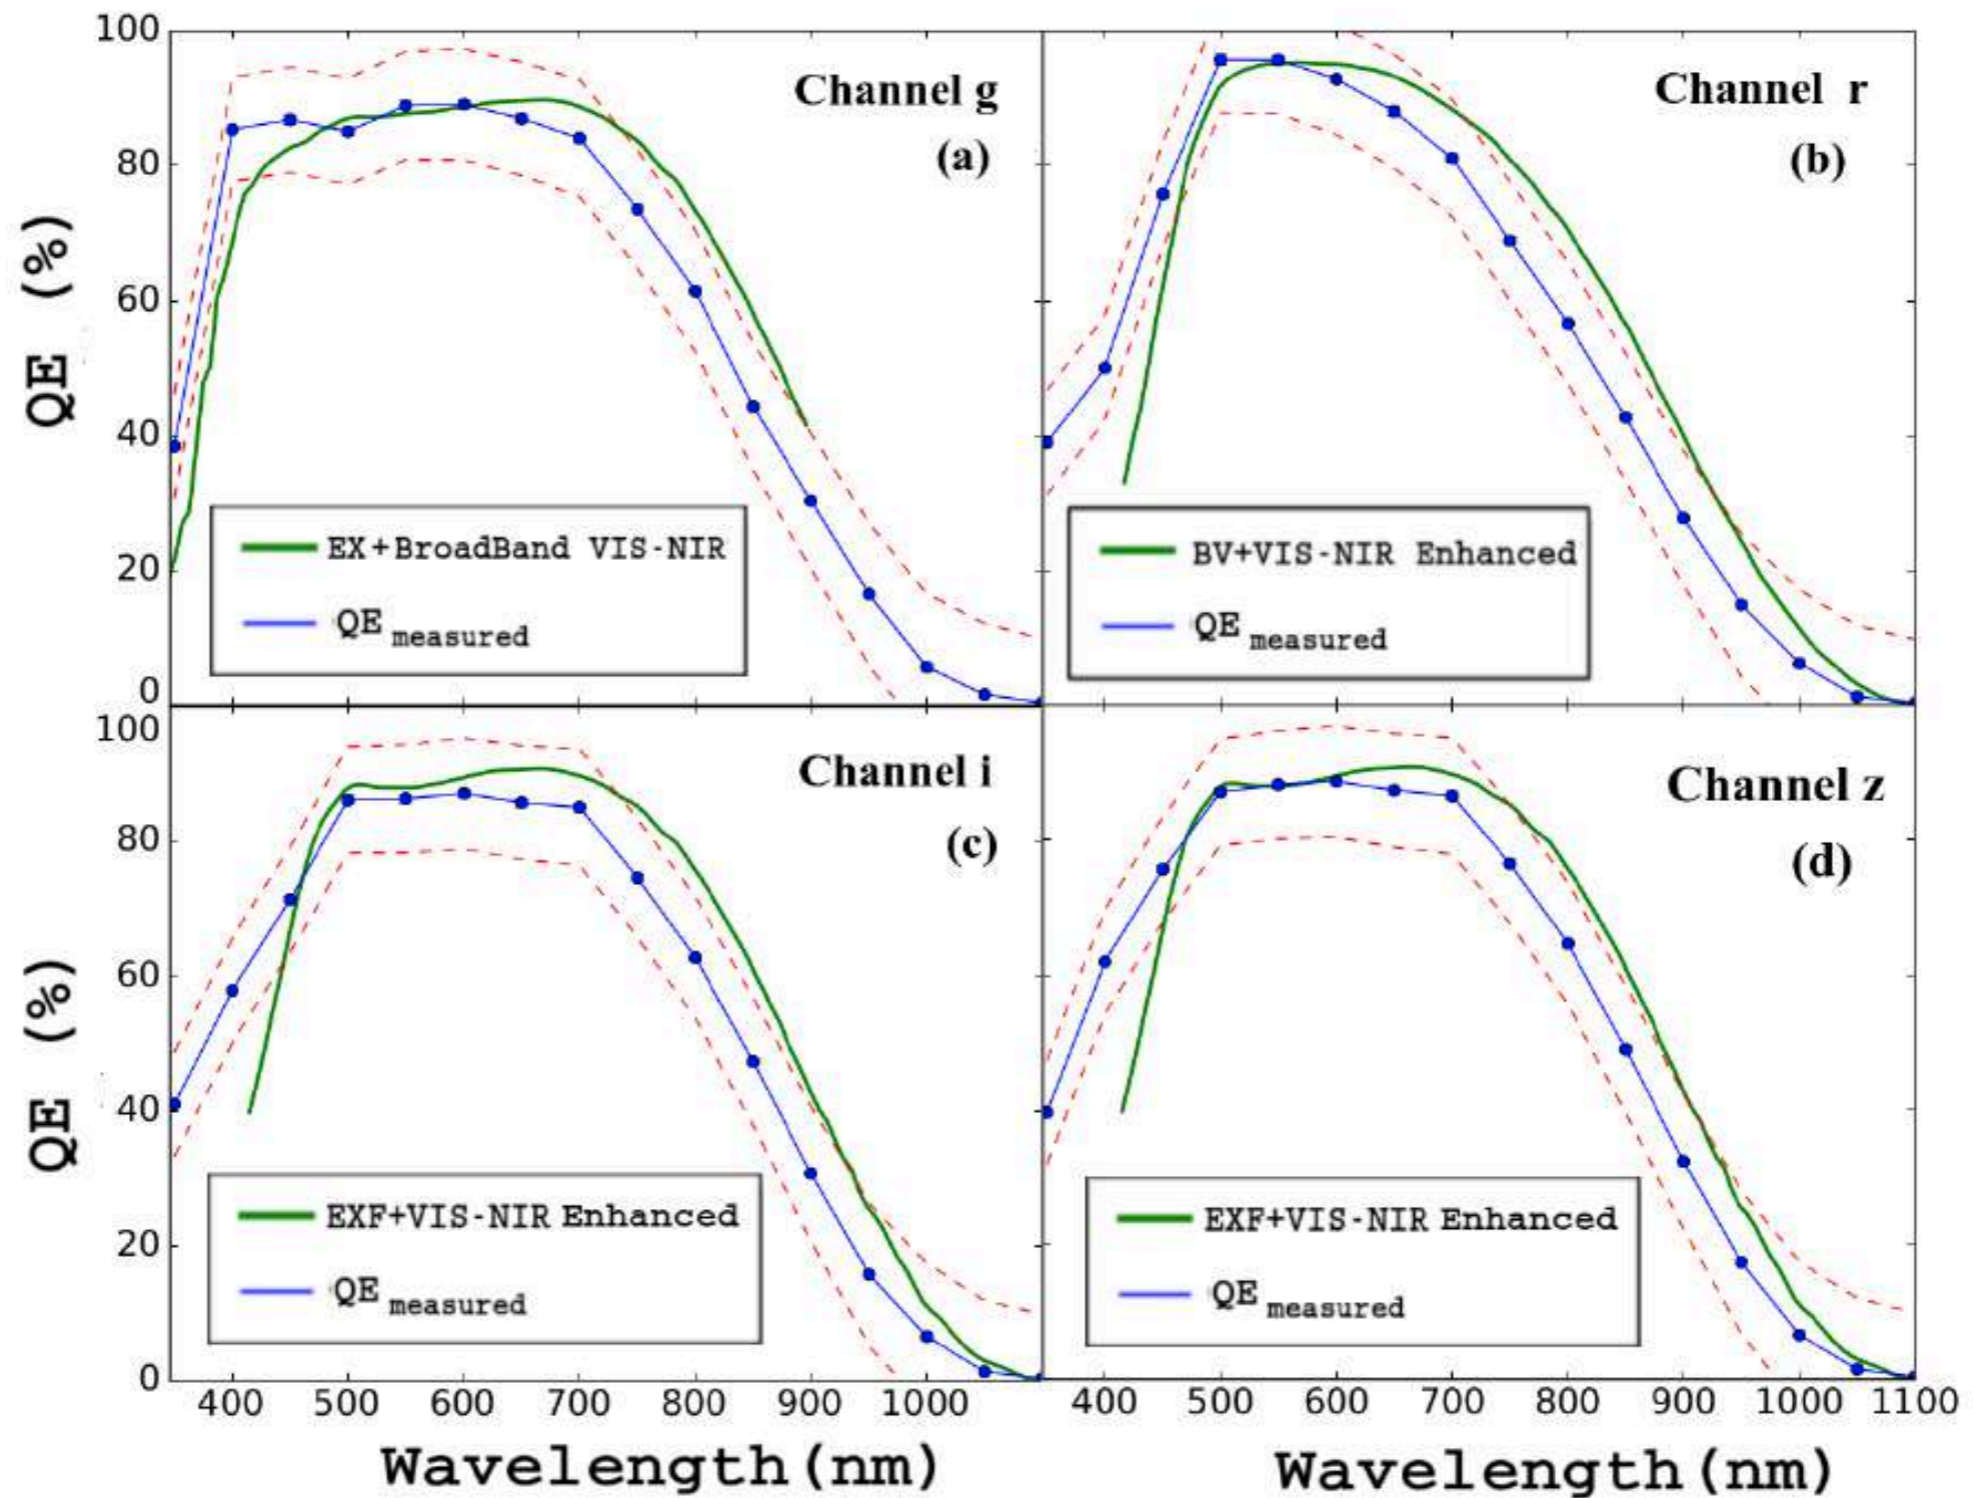 100
80
60
40
20
0
QE (%)
Channel g
(a)
EX+BroadBand VIS-NIR
QE measured
Channel r
(b)
BV+VIS-NIR Enhanced
QE measured
100
80
60
40
20
0
QE (%)
Channel i
(c)
EXF+VIS-NIR Enhanced
QE measured
Channel z
(d)
EXF+VIS-NIR Enhanced
QE measured
400 500 600 700 800 900 1000
400 500 600 700 800 900 1000 1100
Wavelength(nm)
Wavelength(nm)